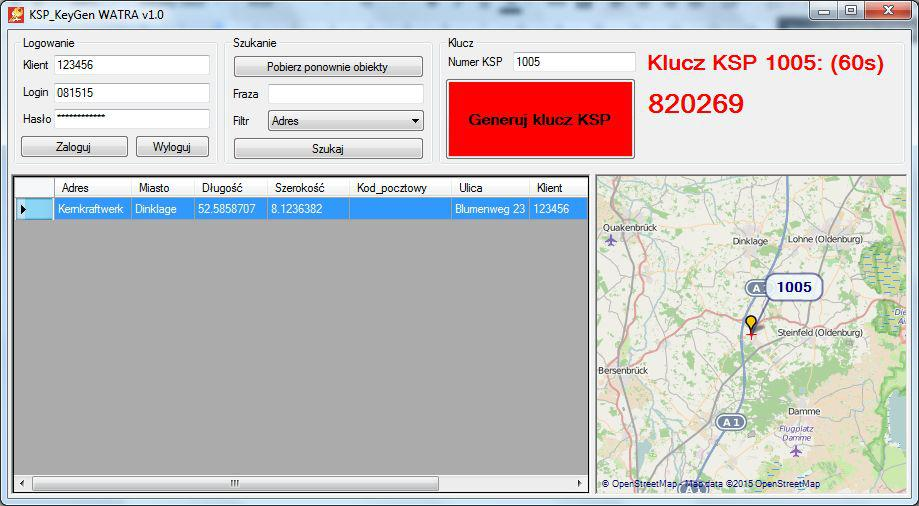 KSP_KeyGen WATRA v1.0
Logowanie
Klient 123456
Login 081515
Hasło ************
Zaloguj Wyloguj
Szukanie
Pobierz ponownie obiekty
Fraza
Filtr Adres
Szukaj
Klucz
Numer KSP 1005
Generuj klucz KSP
Klucz KSP 1005: (60s)
820269
Adres Miasto Długość Szerokość Kod_pocztowy Ulica Klient
Kernkraftwerk Dinklage 52.5858707 8.1236382 Blumenweg 23 123456
Quakenbrück
Dinklage
Lohne (Oldenburg)
A 1
1005
Steinfeld (Oldenburg)
Bersenbrück
Damme
A 1
Flugplatz
Damme
© OpenStreetMap - Map data ©2015 OpenStreetMap
A 1